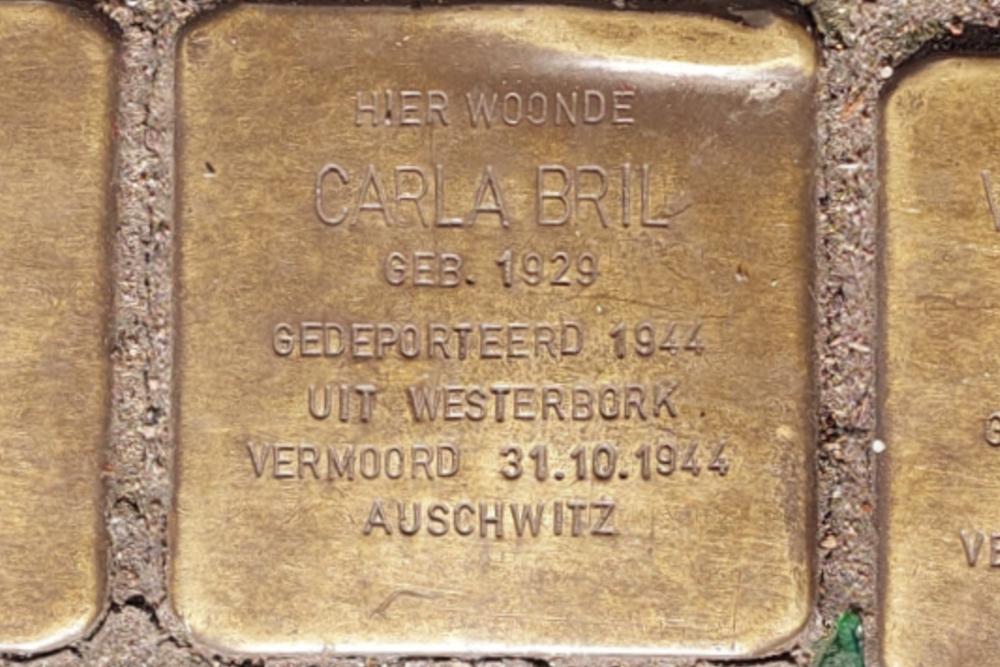 HIER WOONDE
CARLA BRIL
GEB. 1929
GEDEPORTEERD 1944
UIT WESTERBORK
VERMOORD 31.10.1944
AUSCHWITZ